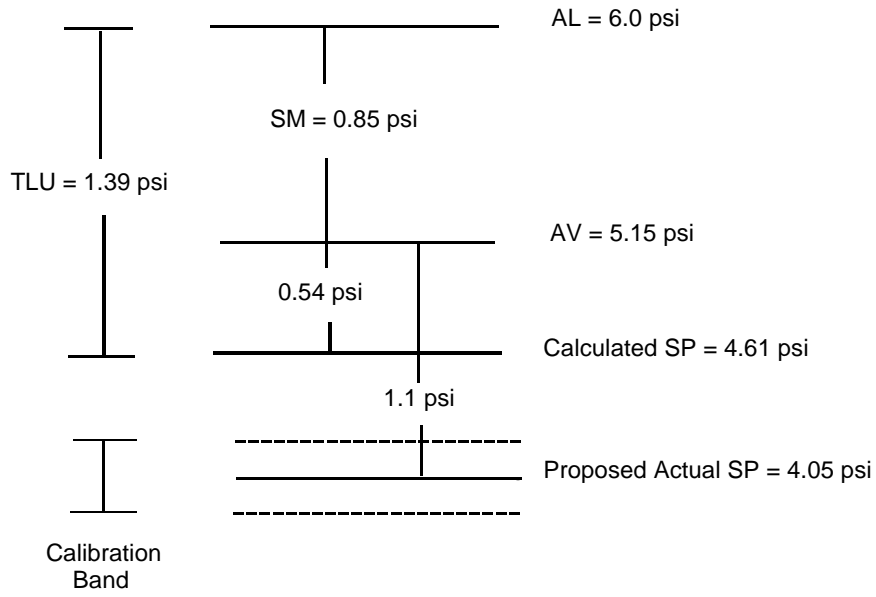 AL = 6.0 psi
SM = 0.85 psi
TLU = 1.39 psi
AV = 5.15 psi
0.54 psi
Calculated SP = 4.61 psi
1.1 psi
Proposed Actual SP = 4.05 psi
Calibration
Band